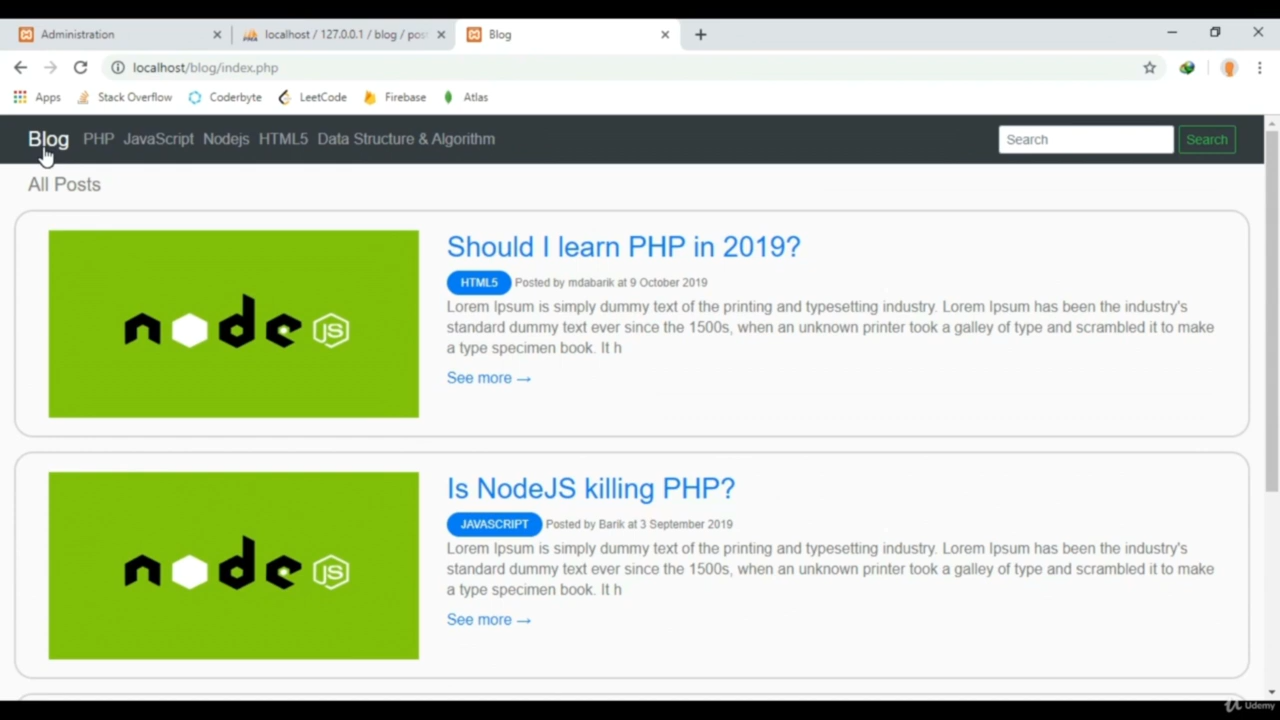 Administration
localhost / 127.0.0.1 / blog / pos
Blog
localhost/blog/index.php
Apps
Stack Overflow
Coderbyte
LeetCode
Firebase
Atlas
Blog PHP JavaScript Nodejs HTML5 Data Structure & Algorithm
Search
Search
All Posts
node JS
Should I learn PHP in 2019?
HTML5 Posted by mdabarik at 9 October 2019
Lorem Ipsum is simply dummy text of the printing and typesetting industry. Lorem Ipsum has been the industry's
standard dummy text ever since the 1500s, when an unknown printer took a galley of type and scrambled it to make
a type specimen book. It h
See more →
node JS
Is NodeJS killing PHP?
JAVASCRIPT Posted by Barik at 3 September 2019
Lorem Ipsum is simply dummy text of the printing and typesetting industry. Lorem Ipsum has been the industry's
standard dummy text ever since the 1500s, when an unknown printer took a galley of type and scrambled it to make
a type specimen book. It h
See more →
Udemy